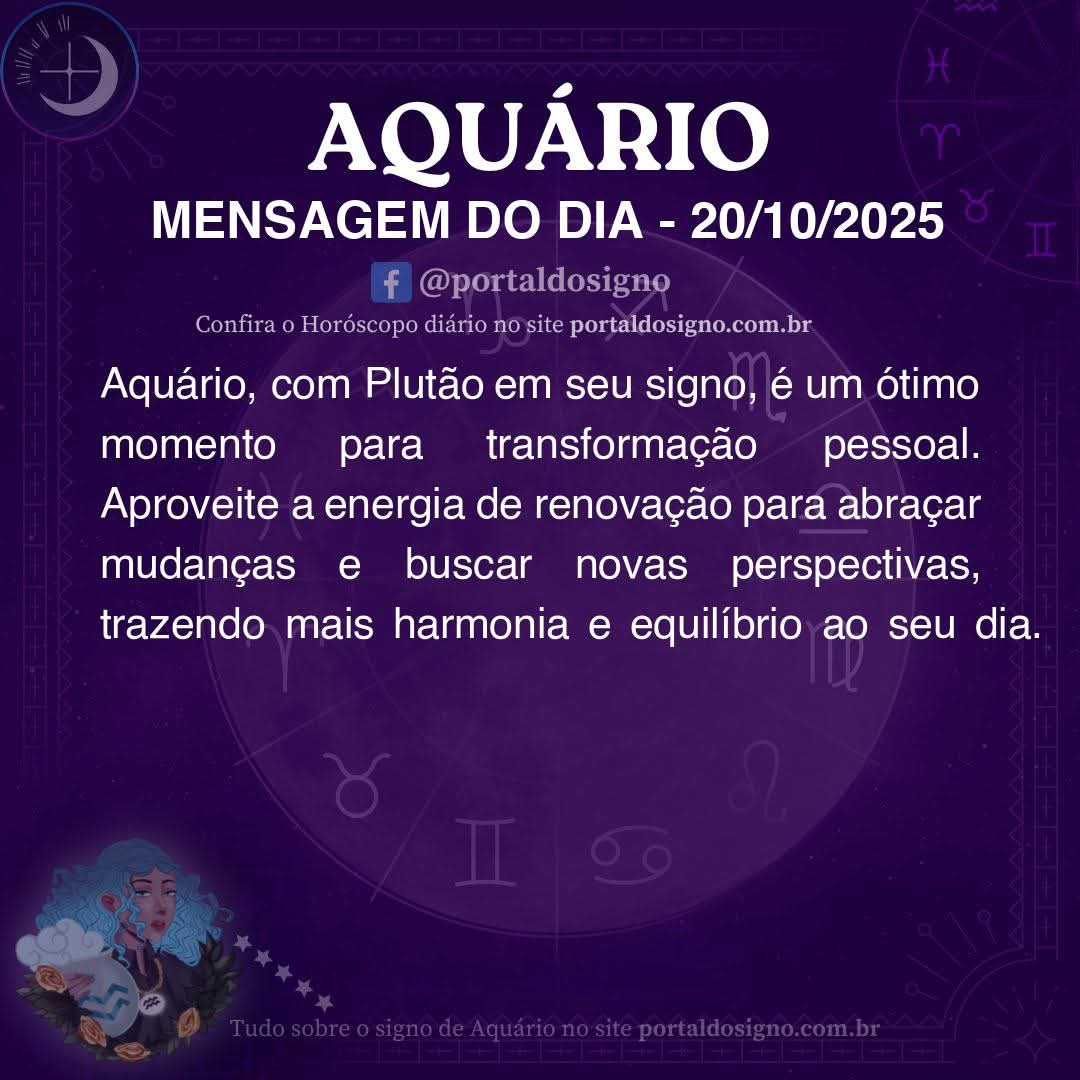 AQUÁRIO
MENSAGEM DO DIA - 20/10/2025
@portaldosigno
Confira o Horóscopo diário no site portaldosigno.com.br
Aquário, com Plutão em seu signo, é um ótimo
momento para transformação pessoal.
Aproveite a energia de renovação para abraçar
mudanças e buscar novas perspectivas,
trazendo mais harmonia e equilíbrio ao seu dia.
Tudo sobre o signo de Aquário no site portaldosigno.com.br